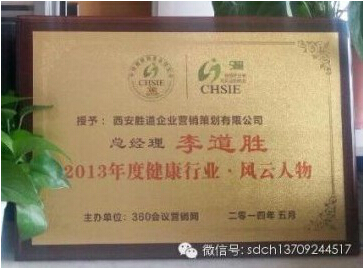 CHSIE
CHSIE
授予：西安胜道企业营销策划有限公司
总经理 李道胜
2013年度健康行业·风云人物
主办单位：360会议营销网 二〇一四年 五月
微信号: sdch13709244517